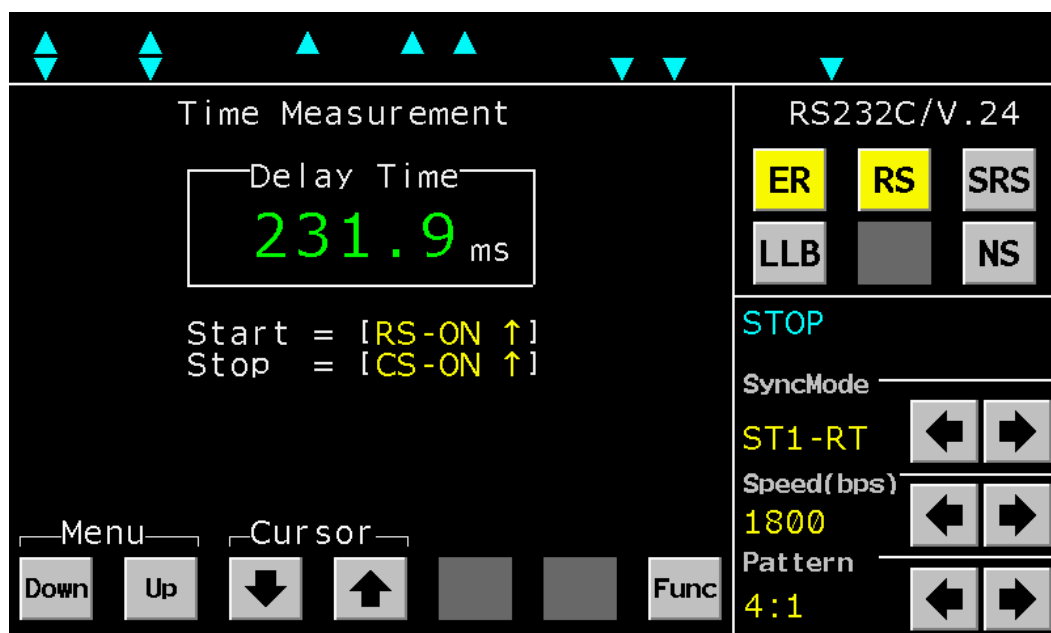 Time Measurement
Delay Time
231.9 ms
Start = [RS-ON ↑]
Stop = [CS-ON ↑]
Menu
Cursor
Down Up Func
RS232C/V.24
ER RS SRS
LLB NS
STOP
SyncMode
ST1-RT
Speed(bps)
1800
Pattern
4:1